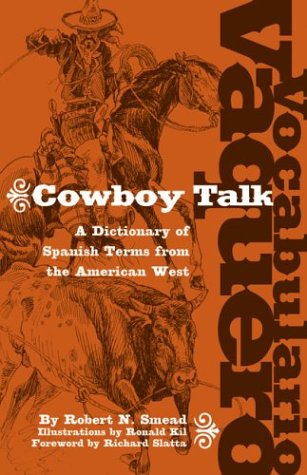 Vocabulario
Vaquero
Cowboy Talk
A Dictionary of
Spanish Terms from
the American West
By Robert N. Smead
Illustrations by Ronald Kil
Foreword by Richard Slatta